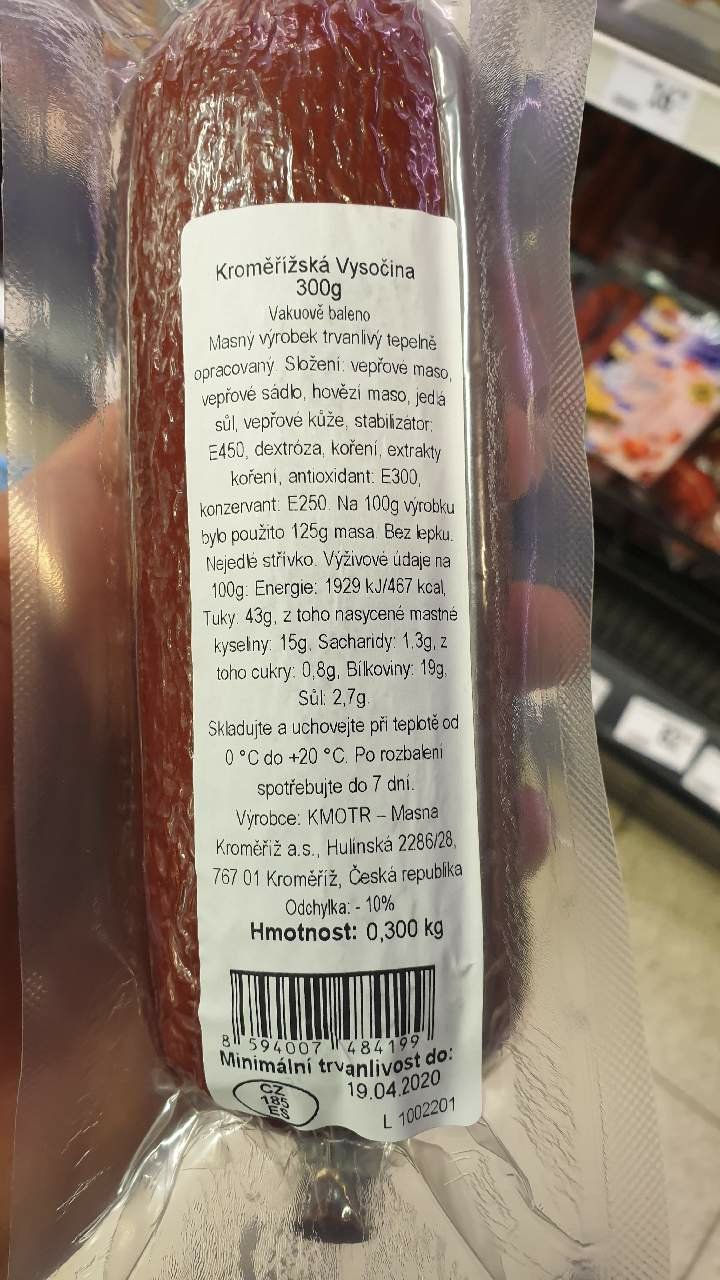 Kroměřížská Vysočina
300g
Vakuově baleno
Masný výrobek trvanlivý tepelně
opracovaný. Složení: vepřové maso,
vepřové sádlo, hovězí maso, jedlá
sůl, vepřové kůže, stabilizátor:
E450, dextróza, koření, extrakty
koření, antioxidant: E300,
konzervant: E250. Na 100g výrobku
bylo použito 125g masa. Bez lepku.
Nejedlé střívko. Výživové údaje na
100g: Energie: 1929 kJ/467 kcal,
Tuky: 43g, z toho nasycené mastné
kyseliny: 15g, Sacharidy: 1.3g, z
toho cukry: 0,8g, Bílkoviny: 19g,
Sůl: 2,7g.
Skladujte a uchovejte při teplotě od
0 °C do +20 °C. Po rozbalení
spotřebujte do 7 dní.
Výrobce: KMOTR – Masna
Kroměříž a.s., Hulínská 2286/28,
767 01 Kroměříž, Česká republika
Odchylka: - 10%
Hmotnost: 0,300 kg
8 594007 484199
Minimální trvanlivost do:
19.04.2020
CZ
185
ES
L 1002201